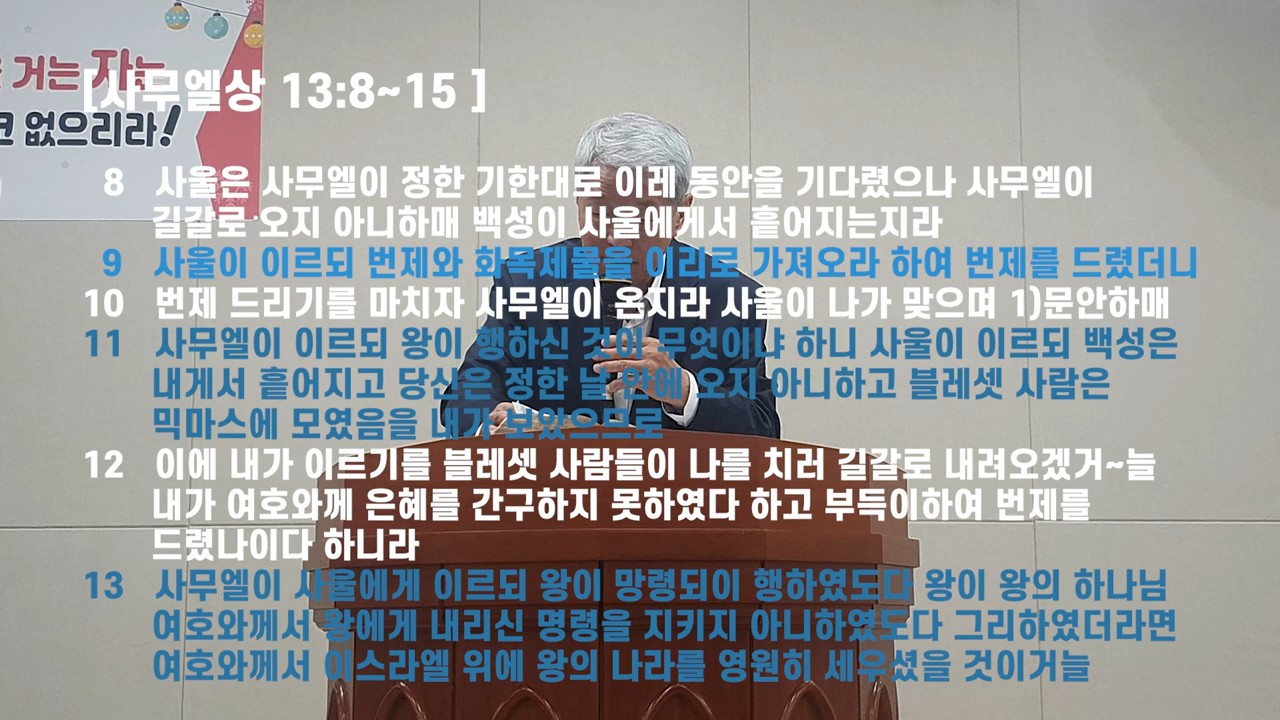 거는 자는
없으리라!
[사무엘상 13:8~15 ]
8 사울은 사무엘이 정한 기한대로 이레 동안을 기다렸으나 사무엘이
길갈로 오지 아니하매 백성이 사울에게서 흩어지는지라
9 사울이 이르되 번제와 화목제물을 이리로 가져오라 하여 번제를 드렸더니
10 번제 드리기를 마치자 사무엘이 온지라 사울이 나가 맞으며 1)문안하매
11 사무엘이 이르되 왕이 행하신 것이 무엇이냐 하니 사울이 이르되 백성은
내게서 흩어지고 당신은 정한 날 안에 오지 아니하고 블레셋 사람은
믹마스에 모였음을 내가 보았으므로
12 이에 내가 이르기를 블레셋 사람들이 나를 치러 길갈로 내려오겠거~늘
내가 여호와께 은혜를 간구하지 못하였다 하고 부득이하여 번제를
드렸나이다 하니라
13 사무엘이 사울에게 이르되 왕이 망령되이 행하였도다 왕이 왕의 하나님
여호와께서 왕에게 내리신 명령을 지키지 아니하였도다 그리하였더라면
여호와께서 이스라엘 위에 왕의 나라를 영원히 세우셨을 것이거늘